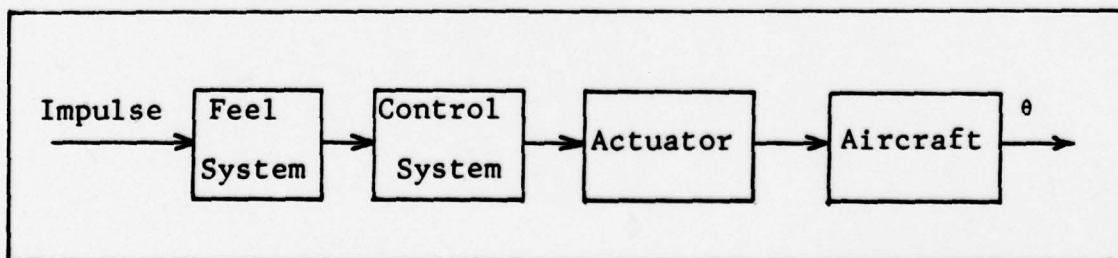 Impulse
Feel
System
Control
System
Actuator
Aircraft
θ